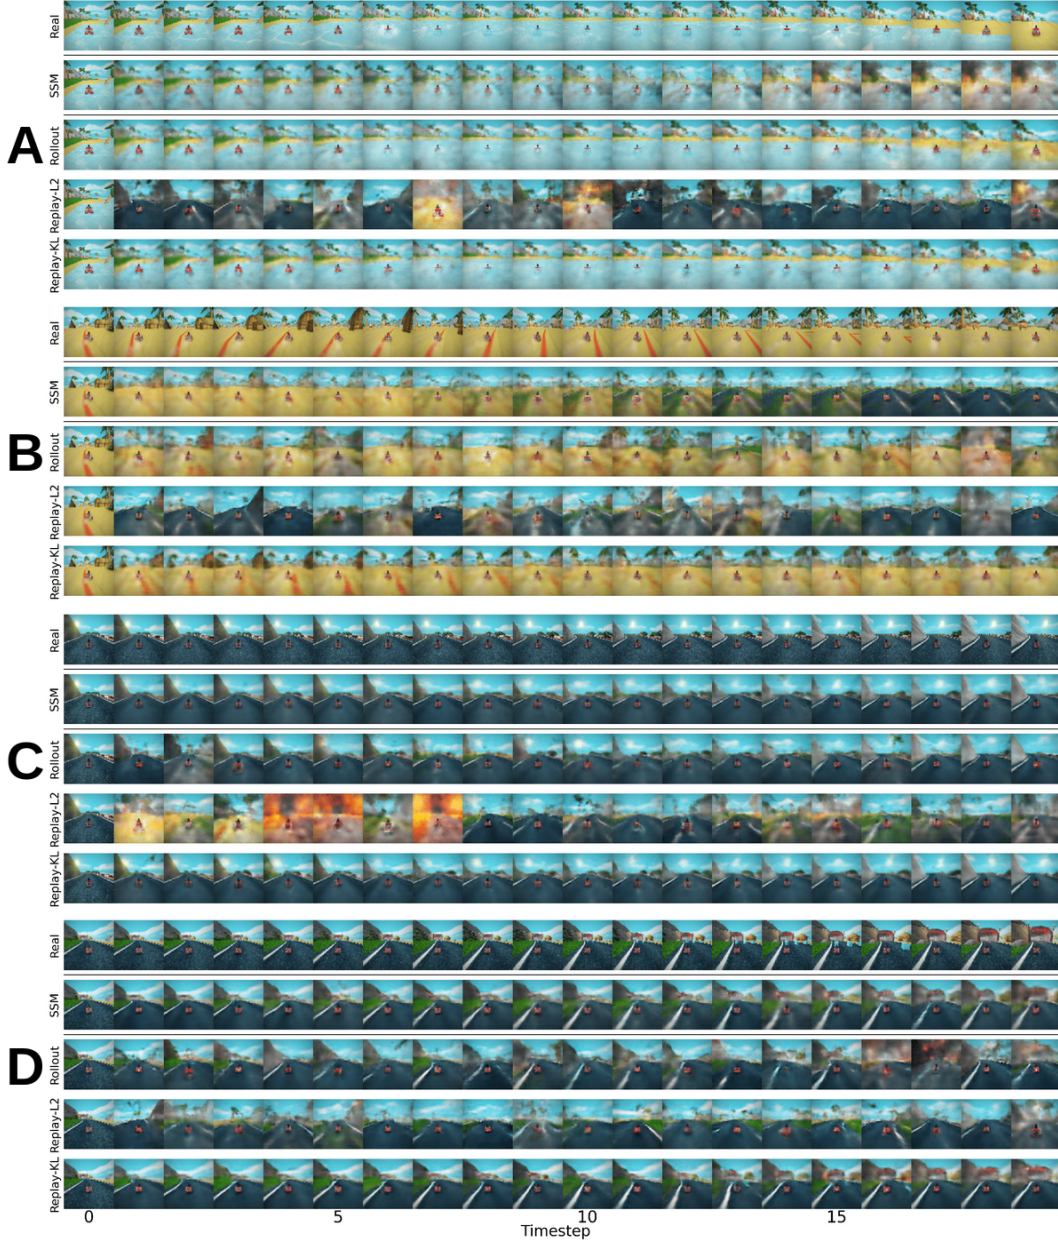 A
Real
SSM
Rollout
Replay-L2
Replay-KL
B
Real
SSM
Rollout
Replay-L2
Replay-KL
C
Real
SSM
Rollout
Replay-L2
Replay-KL
D
Real
SSM
Rollout
Replay-L2
Replay-KL
0 5 10 15
Timestep